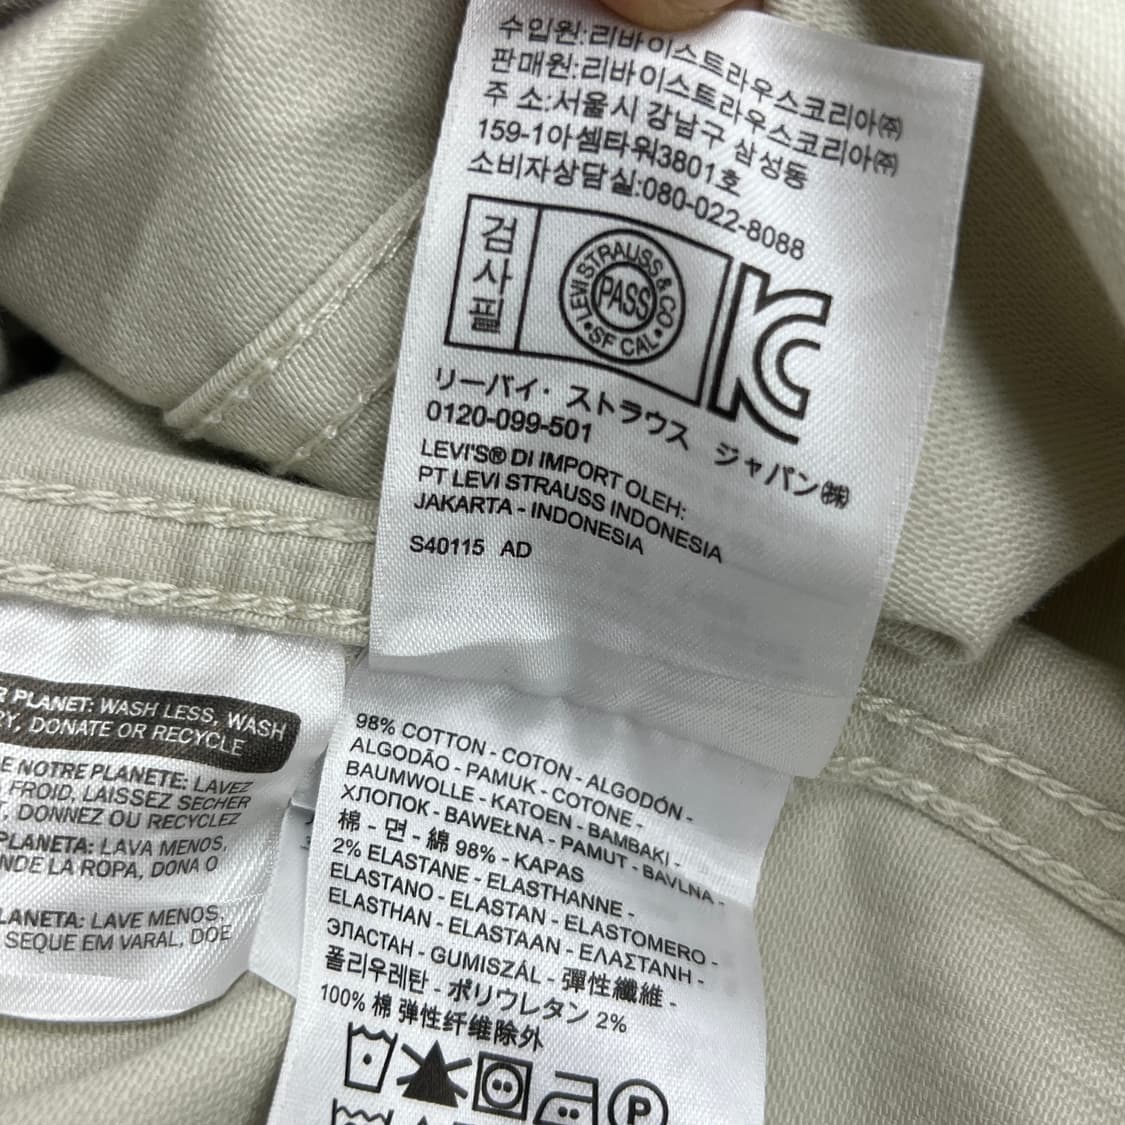 수입원:리바이스트라우스코리아㈜
판매원:리바이스트라우스코리아㈜
주 소:서울시 강남구 삼성동
159-1아셈타워3801호
소비자상담실:080-022-8088
검사필
LEVI STRAUSS & CO
PASS
•SF CAL•
KC
リーバイ・ストラウス ジャパン㈱
0120-099-501
LEVI'S® DI IMPORT OLEH:
PT LEVI STRAUSS INDONESIA
JAKARTA - INDONESIA
S40115 AD
R PLANET: WASH LESS, WASH
RY, DONATE OR RECYCLE
E NOTRE PLANETE: LAVEZ
FROID, LAISSEZ SECHER
, DONNEZ OU RECYCLEZ
PLANETA: LAVA MENOS,
NDE LA ROPA, DONA O
LANETA: LAVE MENOS,
SEQUE EM VARAL, DOE
98% COTTON - COTON - ALGODÓN -
ALGODÃO - PAMUK - COTONE -
BAUMWOLLE - KATOEN - BAMBAKI -
ХЛОПОК - BAWEŁNA - PAMUT - BAVLNA -
棉 - 면 - 綿 98% - KAPAS
2% ELASTANE - ELASTHANNE -
ELASTANO - ELASTAN - ELASTOMERO -
ELASTHAN - ELASTAAN - ΕΛΑΣΤΑΝΗ -
ЭЛАСТАН - GUMISZÁL - 彈性纖維 -
폴리우레탄 - ポリウレタン 2%
100% 棉 弹性纤维除外
P